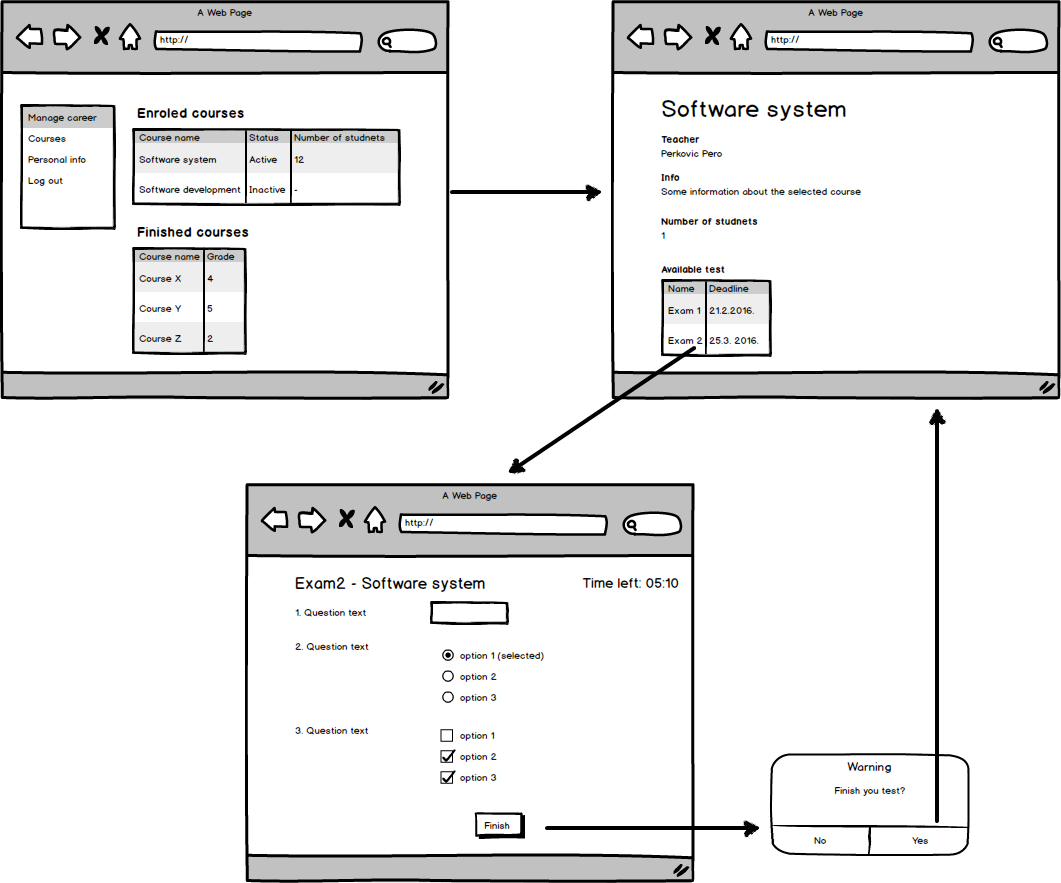 A Web Page
http://
Manage career
Courses
Personal info
Log out
Enroled courses
Course name Status Number of studnets
Software system Active 12
Software development Inactive -
Finished courses
Course name Grade
Course X 4
Course Y 5
Course Z 2
A Web Page
http://
Software system
Teacher
Perkovic Pero
Info
Some information about the selected course
Number of studnets
1
Available test
Name Deadline
Exam 1 21.2.2016.
Exam 2 25.3. 2016.
A Web Page
http://
Exam2 - Software system Time left: 05:10
1. Question text
2. Question text
option 1 (selected)
option 2
option 3
3. Question text
option 1
option 2
option 3
Finish
Warning
Finish you test?
No Yes